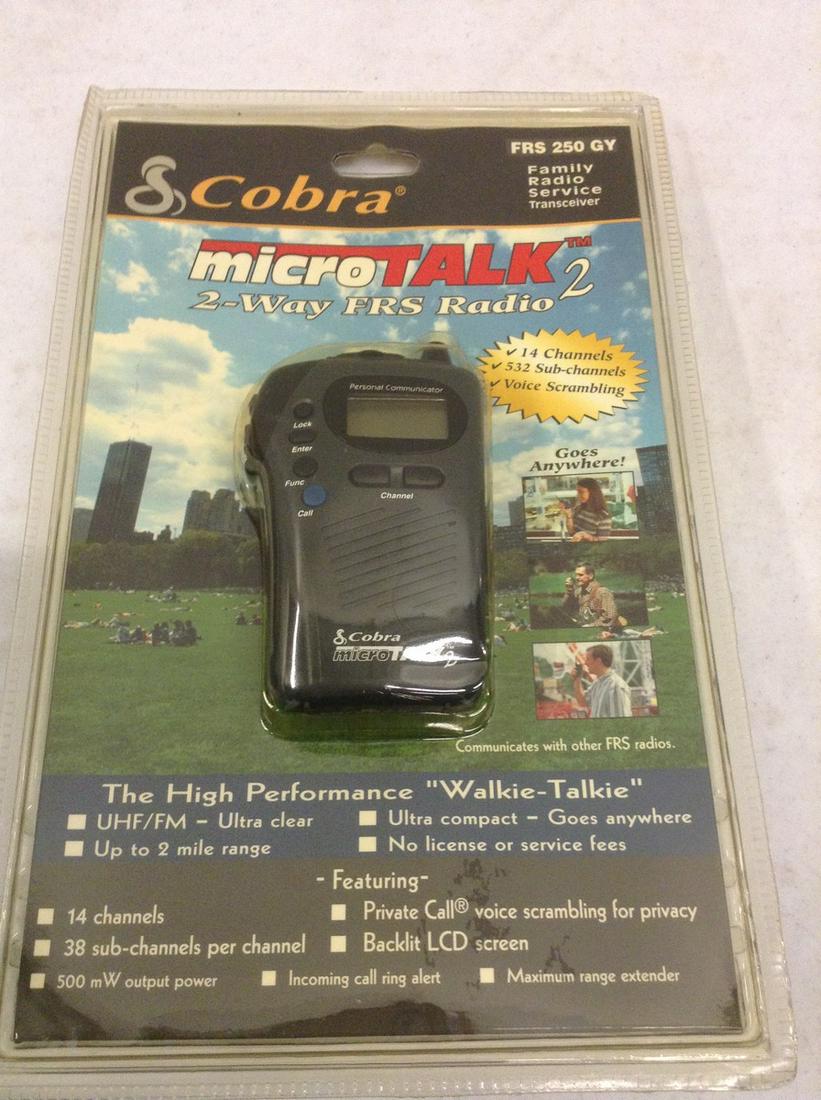 FRS 250 GY
Family
Radio
Service
Transceiver
Cobra®
microTALK™ 2
2-Way FRS Radio
✓ 14 Channels
✓ 532 Sub-channels
✓ Voice Scrambling
Personal Communicator
Lock
Enter
Func
Call
Channel
Cobra
microTALK 2
Goes
Anywhere!
Communicates with other FRS radios.
The High Performance "Walkie-Talkie"
■ UHF/FM – Ultra clear ■ Ultra compact – Goes anywhere
■ Up to 2 mile range ■ No license or service fees
- Featuring-
■ 14 channels ■ Private Call® voice scrambling for privacy
■ 38 sub-channels per channel ■ Backlit LCD screen
■ 500 mW output power ■ Incoming call ring alert ■ Maximum range extender